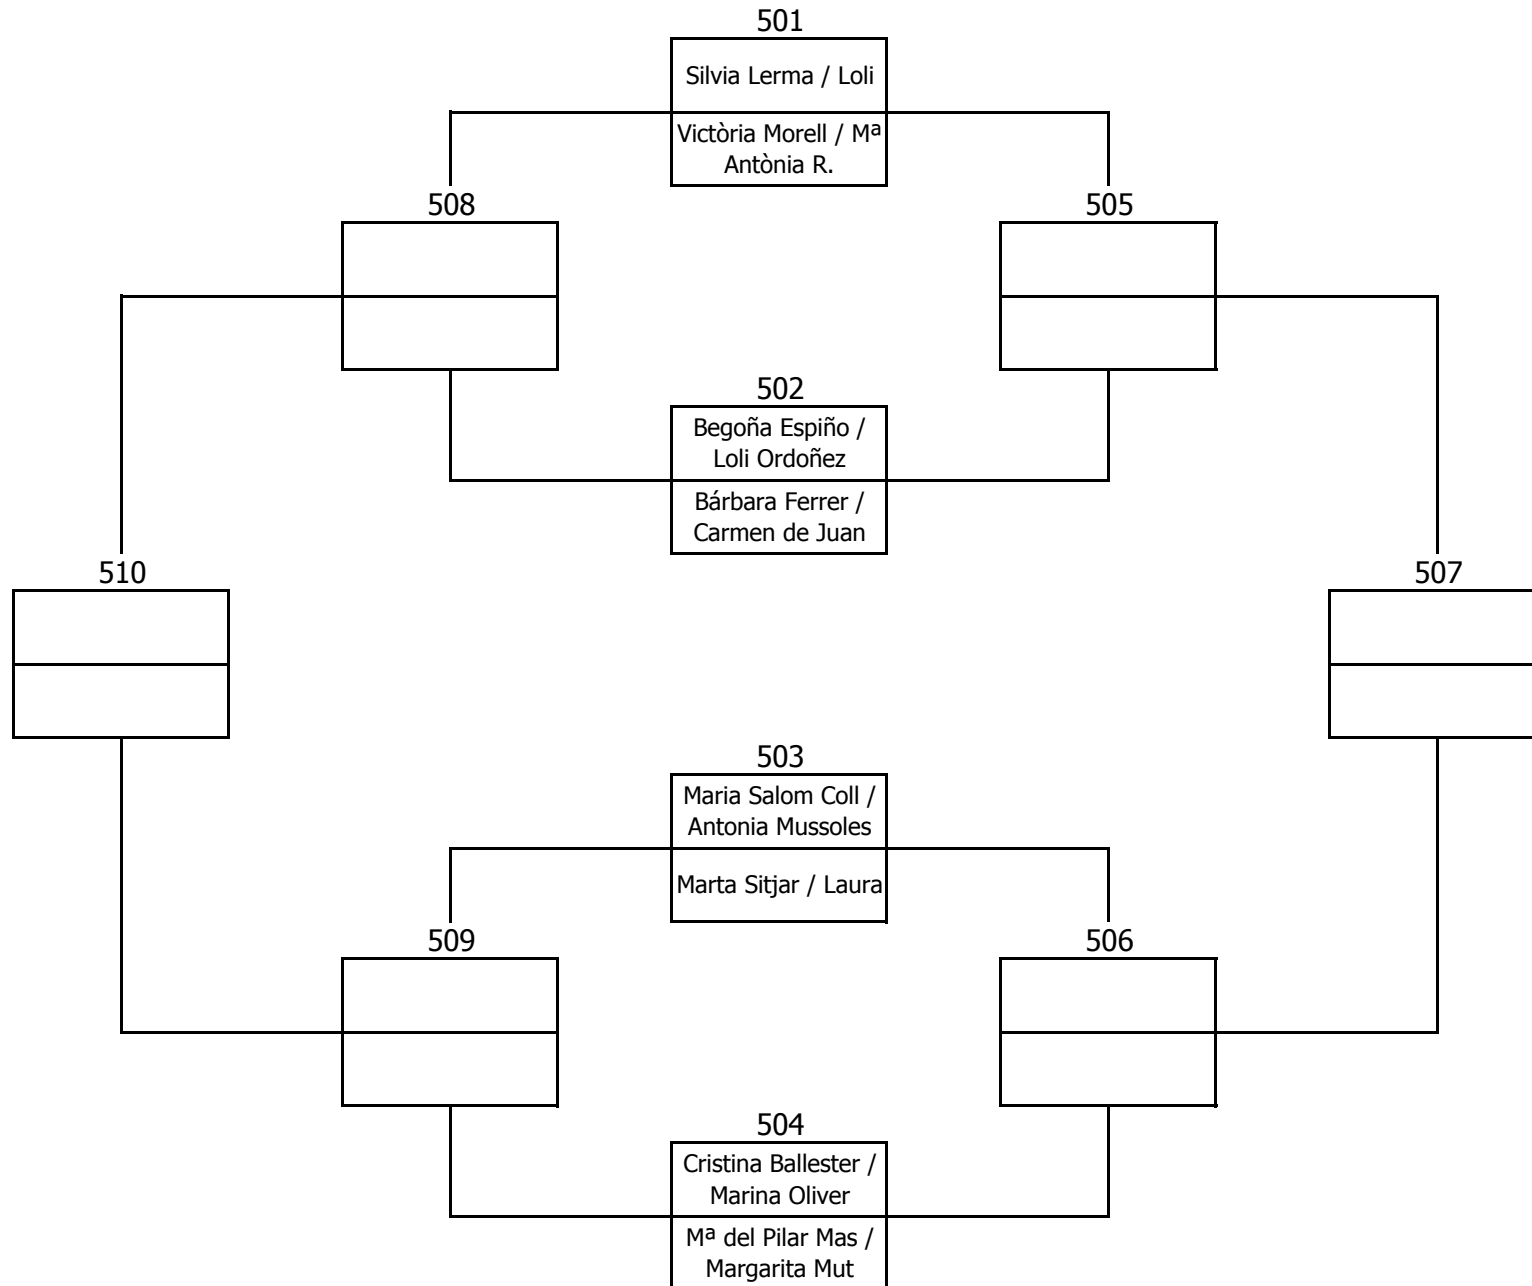 501
Silvia Lerma / Loli
Victòria Morell / Mª
Antònia R.
508
505
502
Begoña Espiño /
Loli Ordoñez
Bárbara Ferrer /
Carmen de Juan
510
507
503
Maria Salom Coll /
Antonia Mussoles
Marta Sitjar / Laura
509
506
504
Cristina Ballester /
Marina Oliver
Mª del Pilar Mas /
Margarita Mut